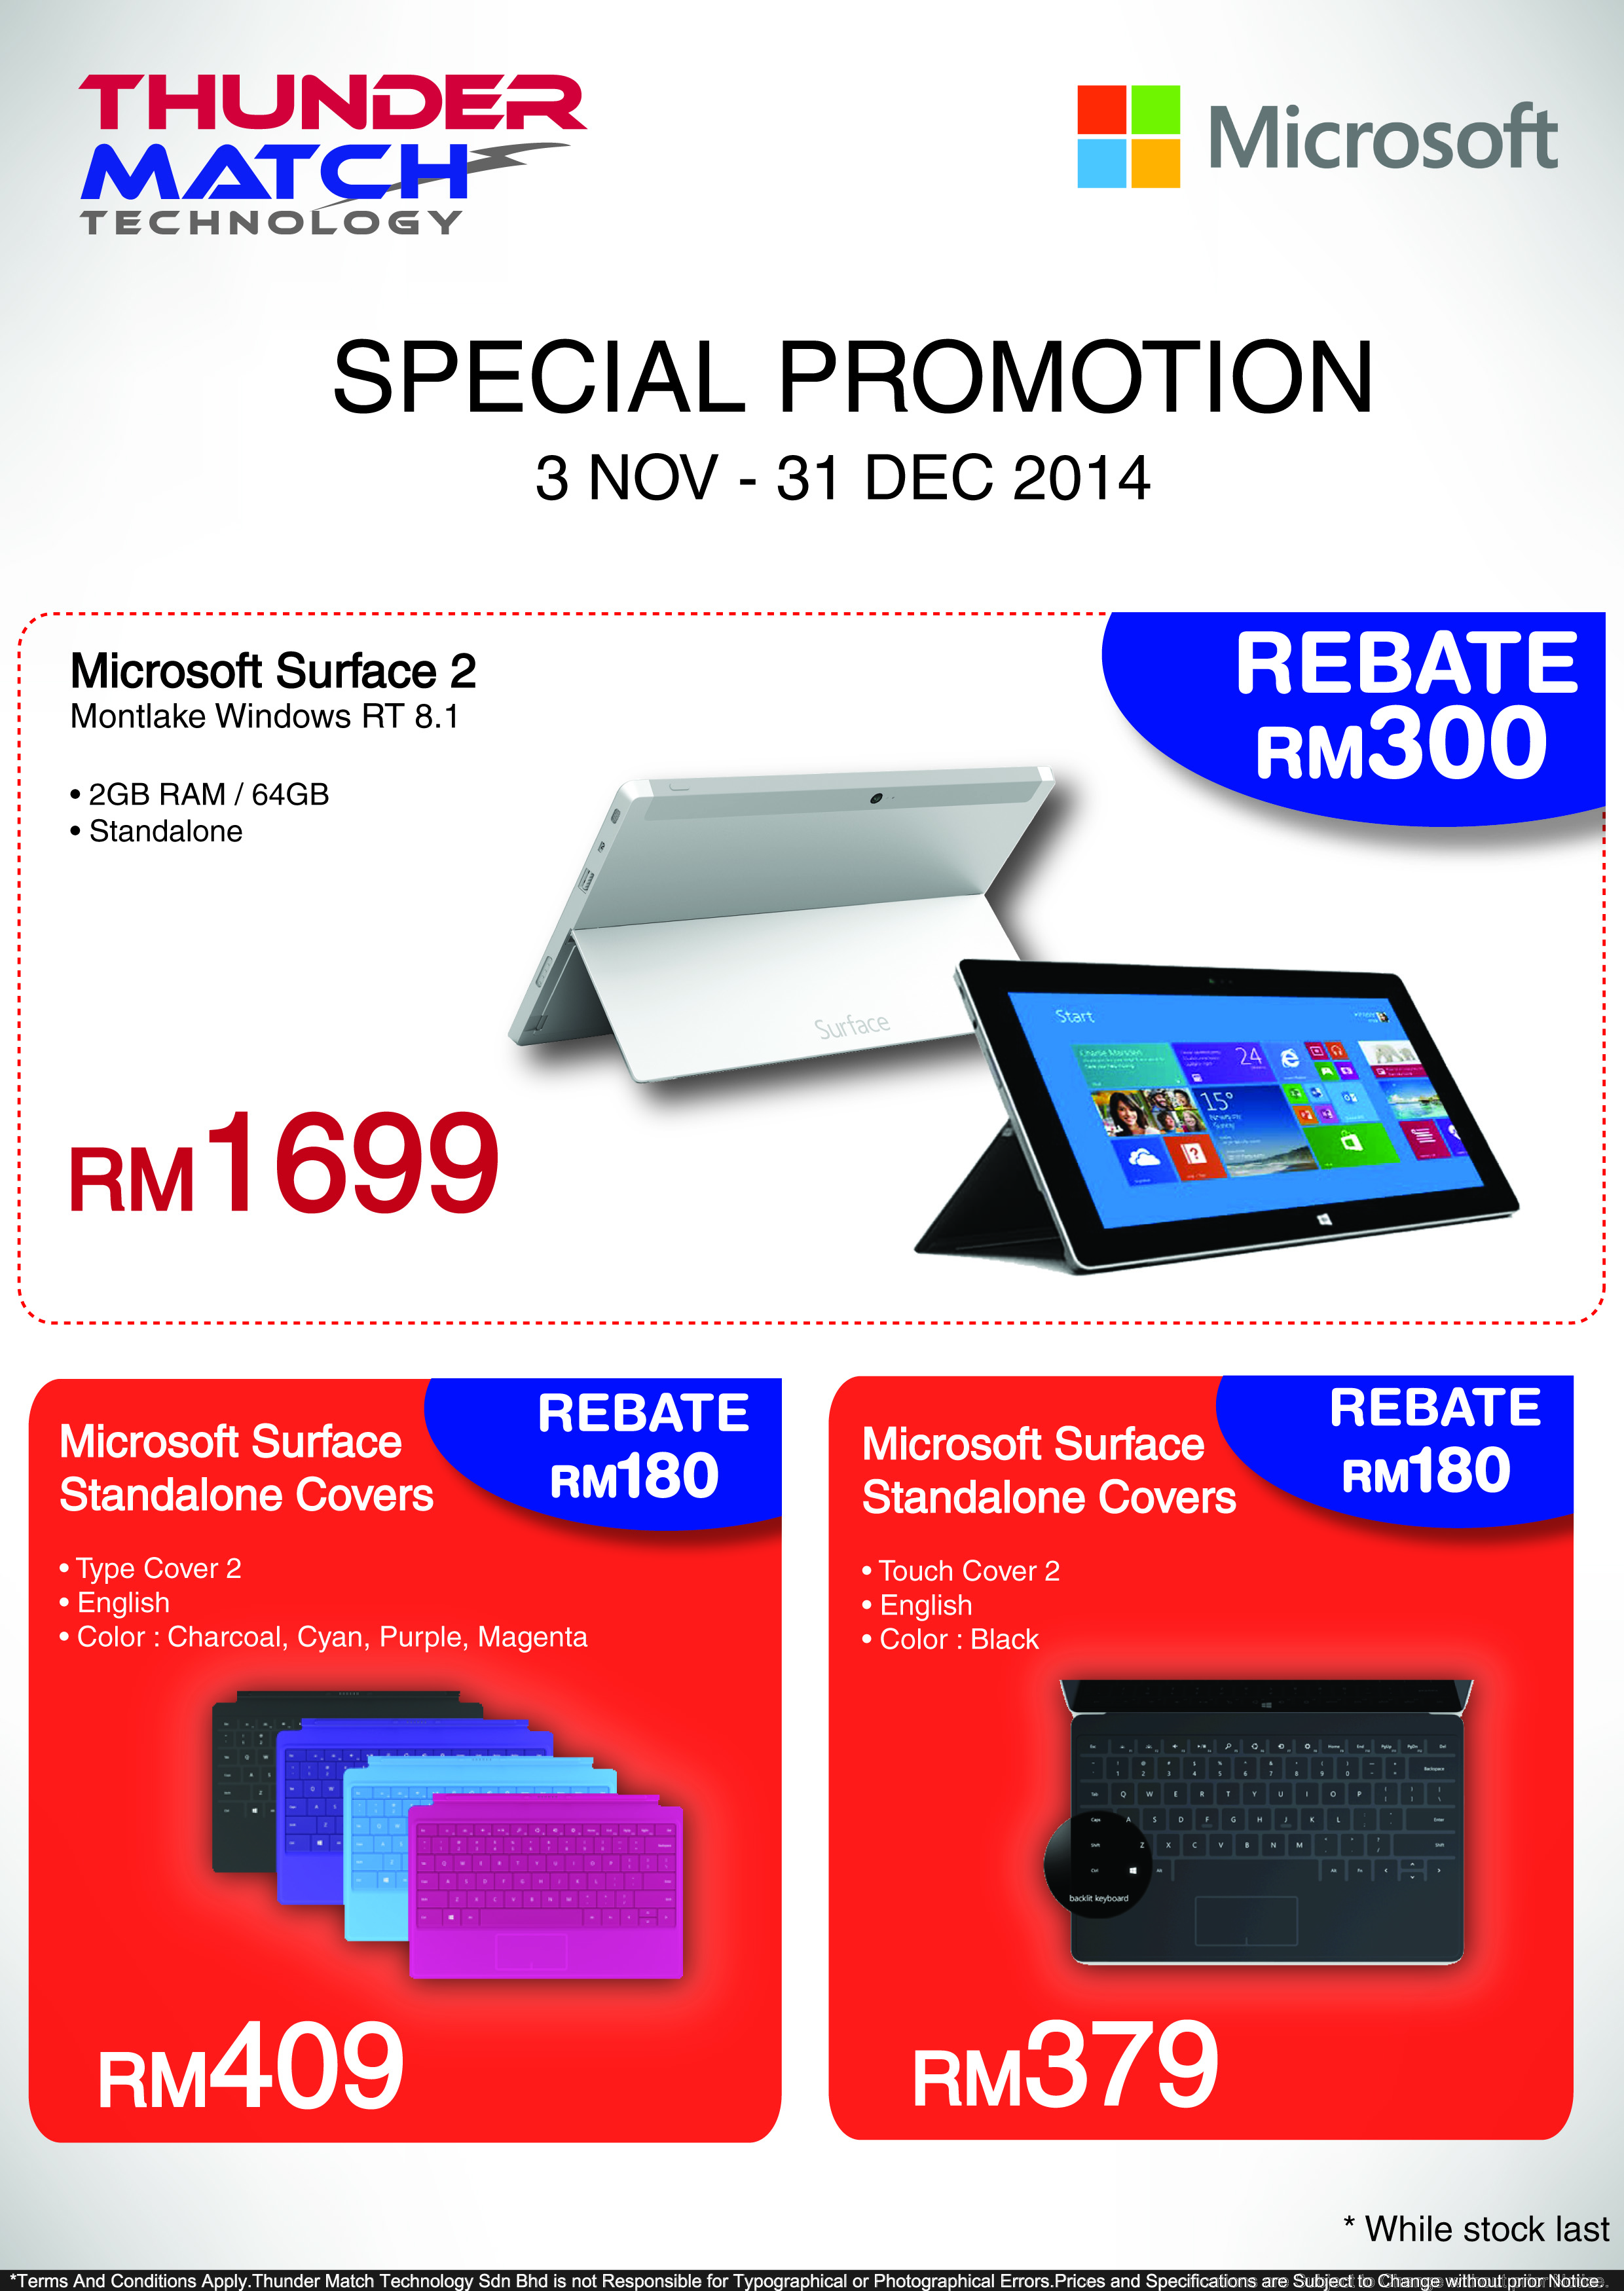 THUNDER
MATCH
TECHNOLOGY
Microsoft
SPECIAL PROMOTION
3 NOV - 31 DEC 2014
Microsoft Surface 2
Montlake Windows RT 8.1
• 2GB RAM / 64GB
• Standalone
REBATE
RM300
Surface
Start
24
15°
RM1699
Microsoft Surface
Standalone Covers
REBATE
RM180
• Type Cover 2
• English
• Color : Charcoal, Cyan, Purple, Magenta
RM409
Microsoft Surface
Standalone Covers
REBATE
RM180
• Touch Cover 2
• English
• Color : Black
backlit keyboard
RM379
* While stock last
*Terms And Conditions Apply.Thunder Match Technology Sdn Bhd is not Responsible for Typographical or Photographical Errors.Prices and Specifications are Subject to Change without prior Notice.